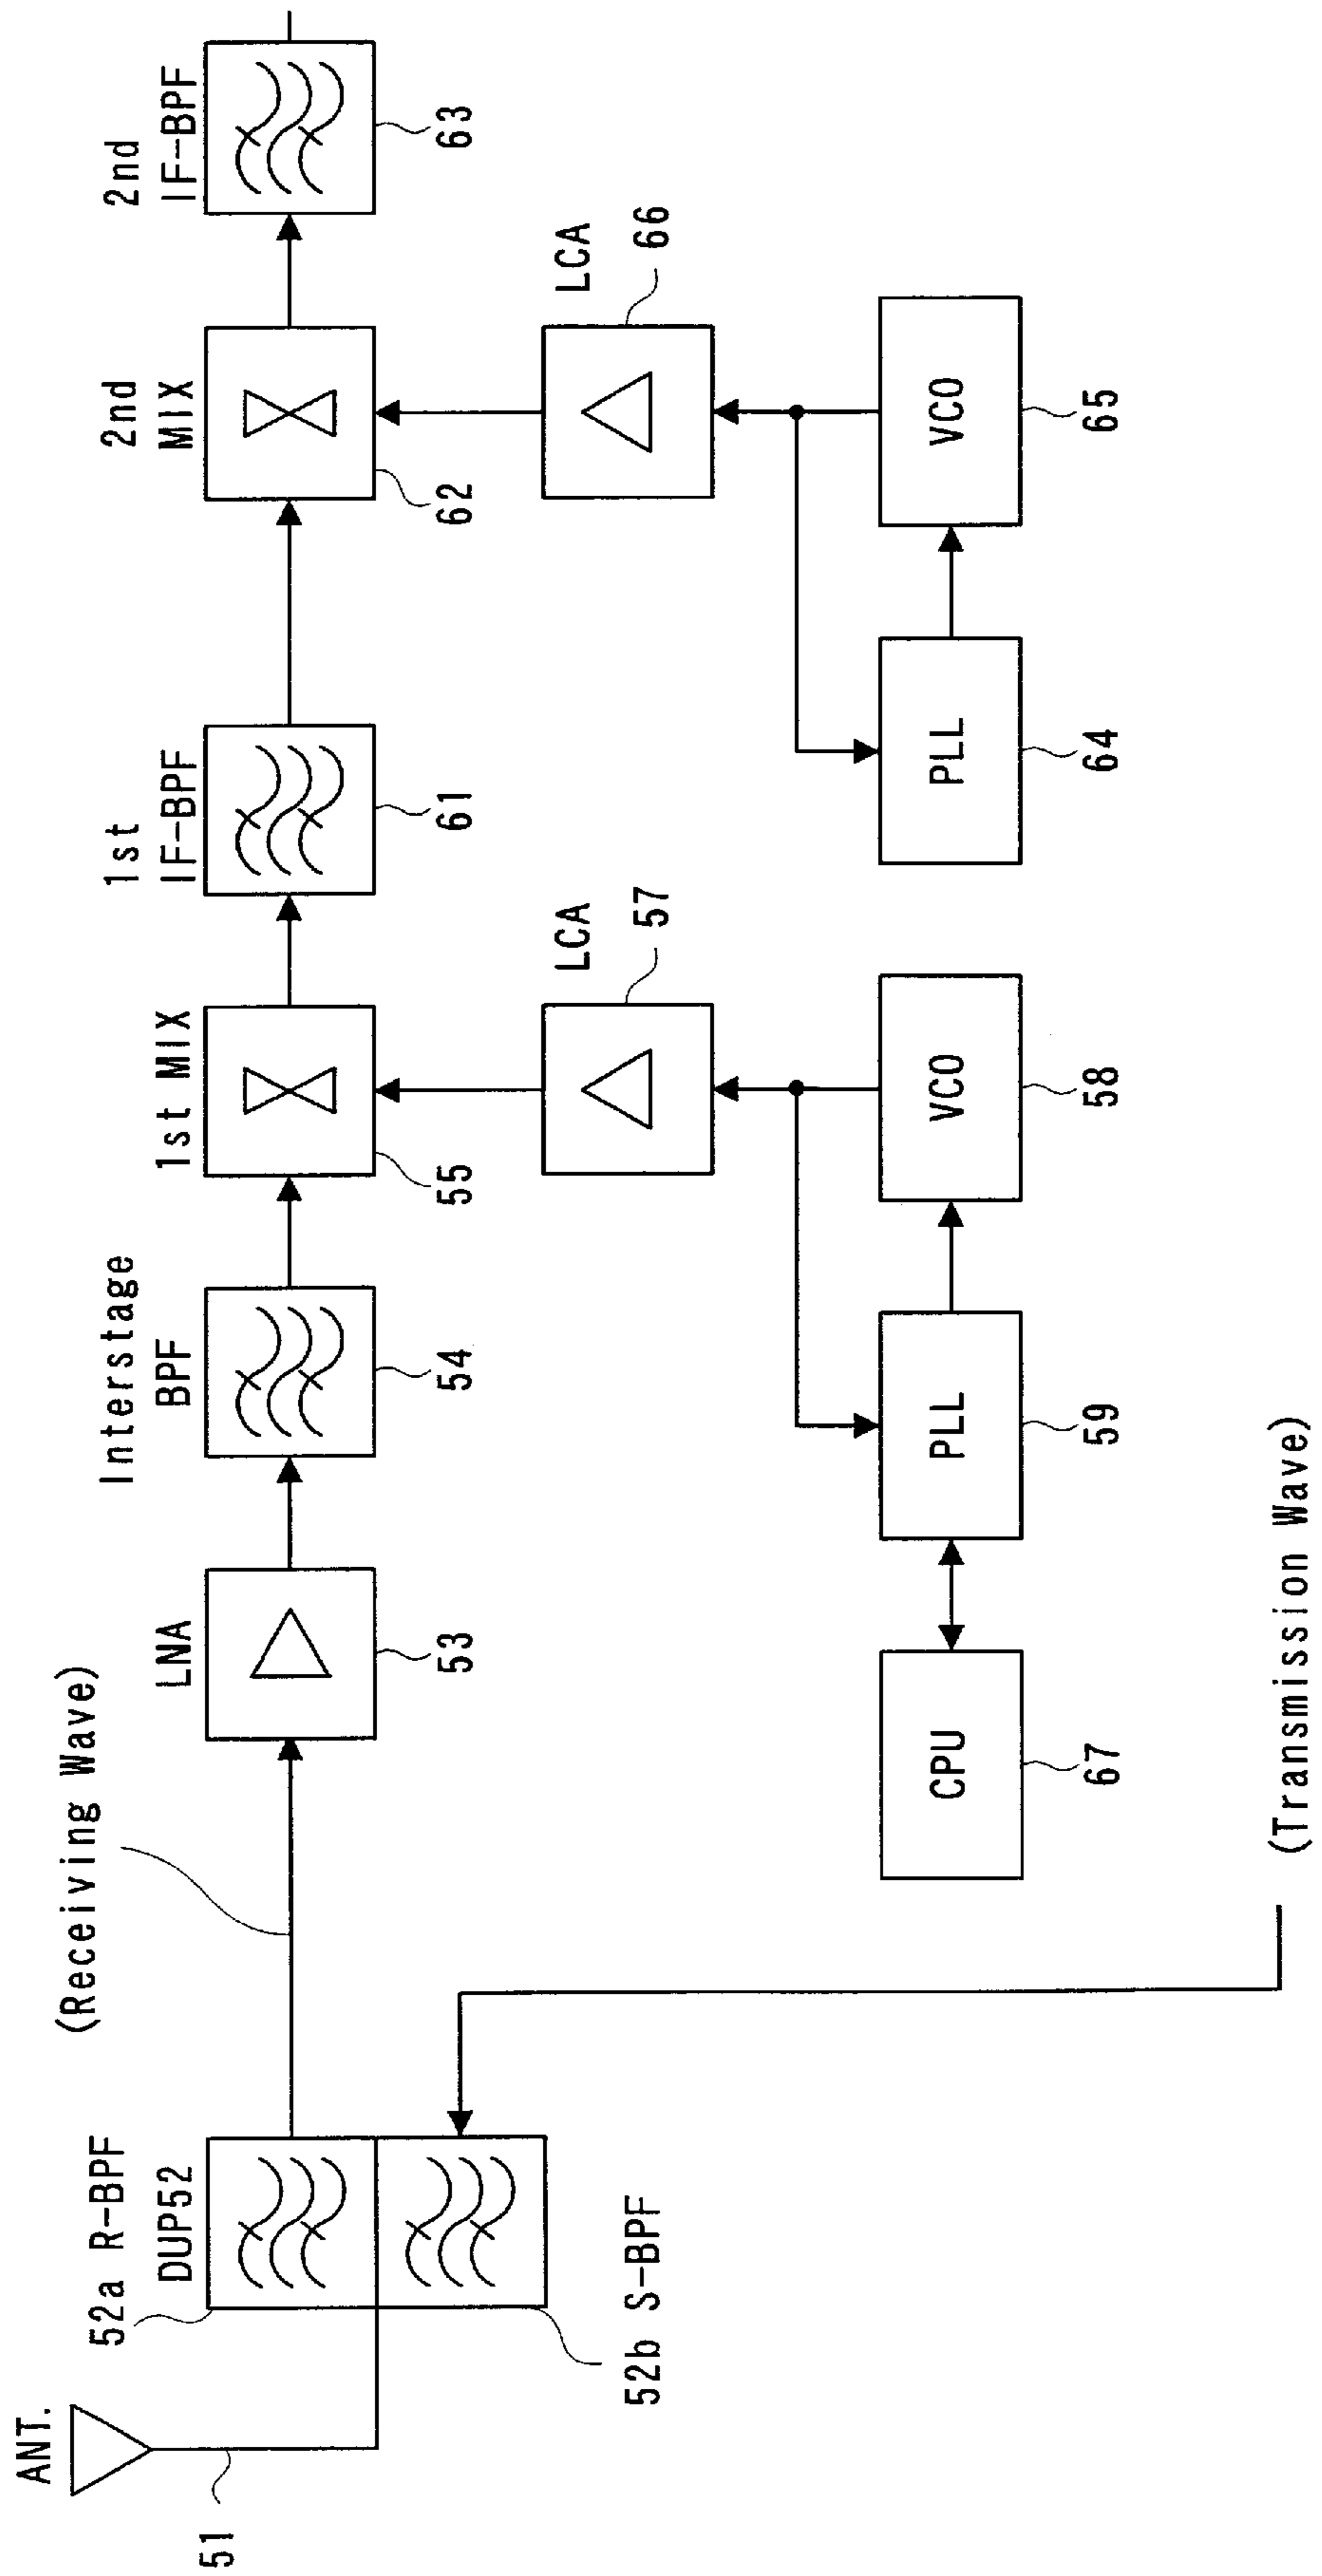 ANT.
51
52a R-BPF
DUP52
52b S-BPF
(Receiving Wave)
LNA
53
Interstage
BPF
54
1st MIX
55
1st
IF-BPF
61
2nd
MIX
62
2nd
IF-BPF
63
LCA
57
LCA
66
CPU
67
PLL
59
VCO
58
PLL
64
VCO
65
(Transmission Wave)